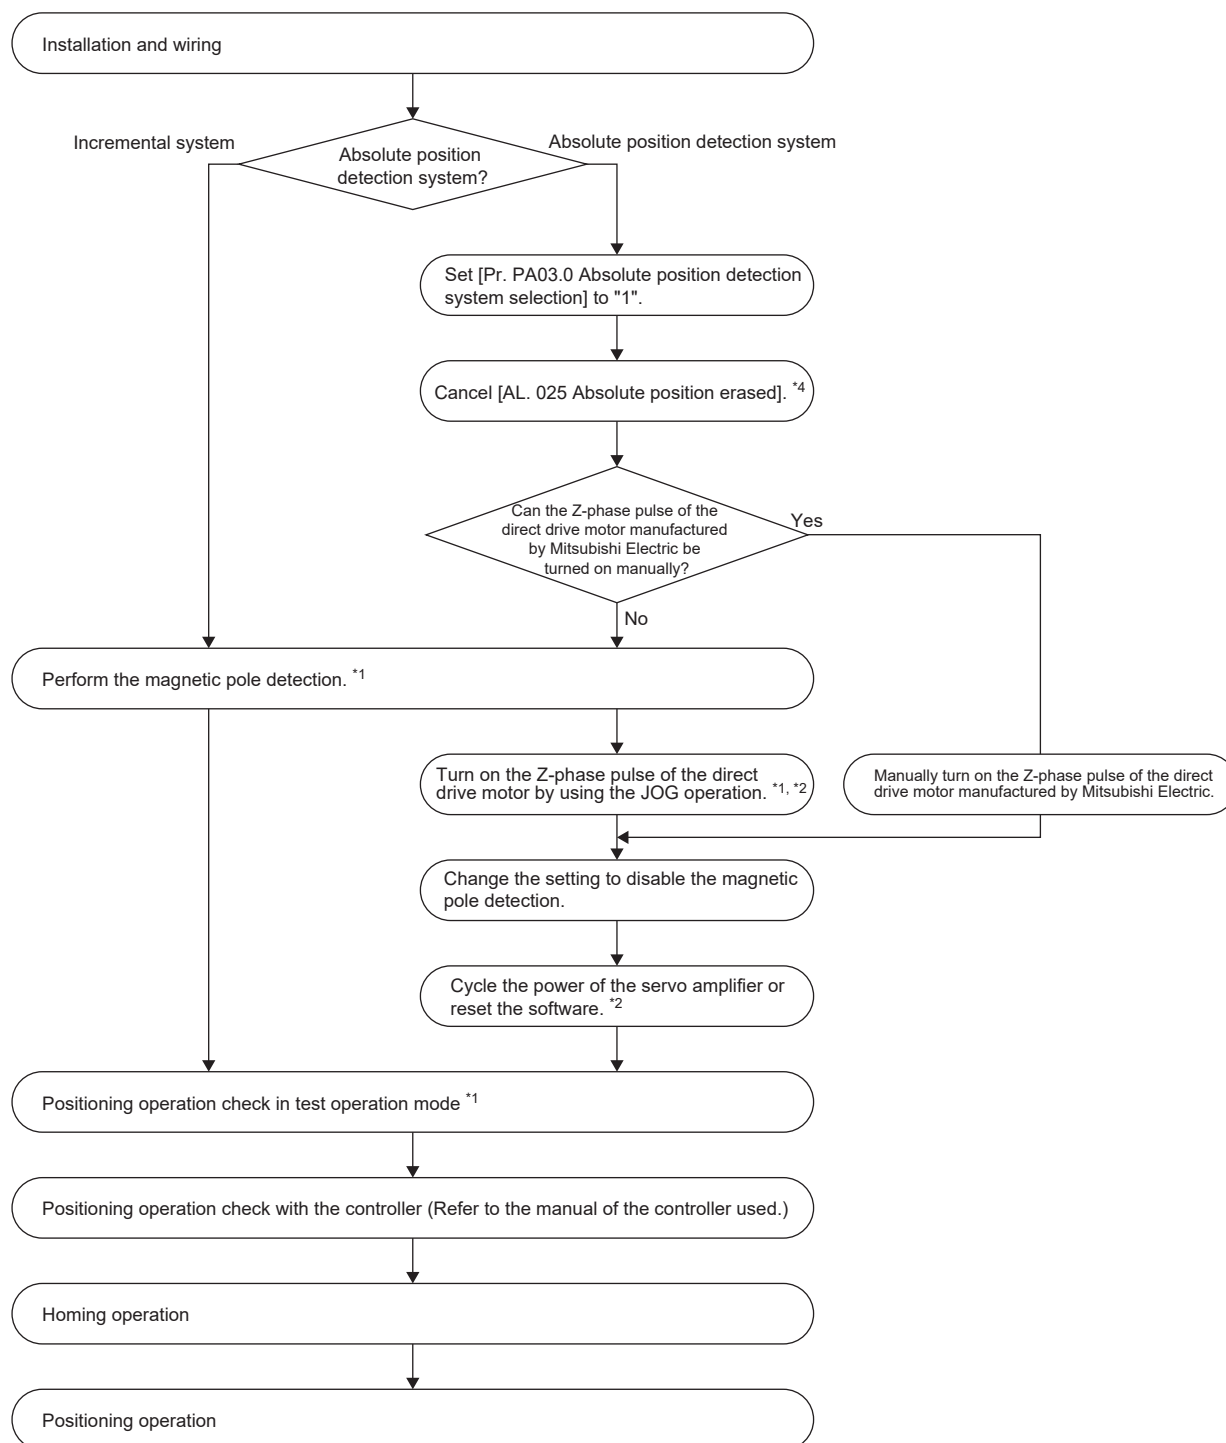 Installation and wiring
Incremental system
Absolute position detection system
Absolute position
detection system?
Set [Pr. PA03.0 Absolute position detection
system selection] to "1".
Cancel [AL. 025 Absolute position erased]. *4
Can the Z-phase pulse of the
direct drive motor manufactured
by Mitsubishi Electric be
turned on manually?
Yes
No
Perform the magnetic pole detection. *1
Turn on the Z-phase pulse of the direct
drive motor by using the JOG operation. *1, *2
Manually turn on the Z-phase pulse of the direct
drive motor manufactured by Mitsubishi Electric.
Change the setting to disable the magnetic
pole detection.
Cycle the power of the servo amplifier or
reset the software. *2
Positioning operation check in test operation mode *1
Positioning operation check with the controller (Refer to the manual of the controller used.)
Homing operation
Positioning operation